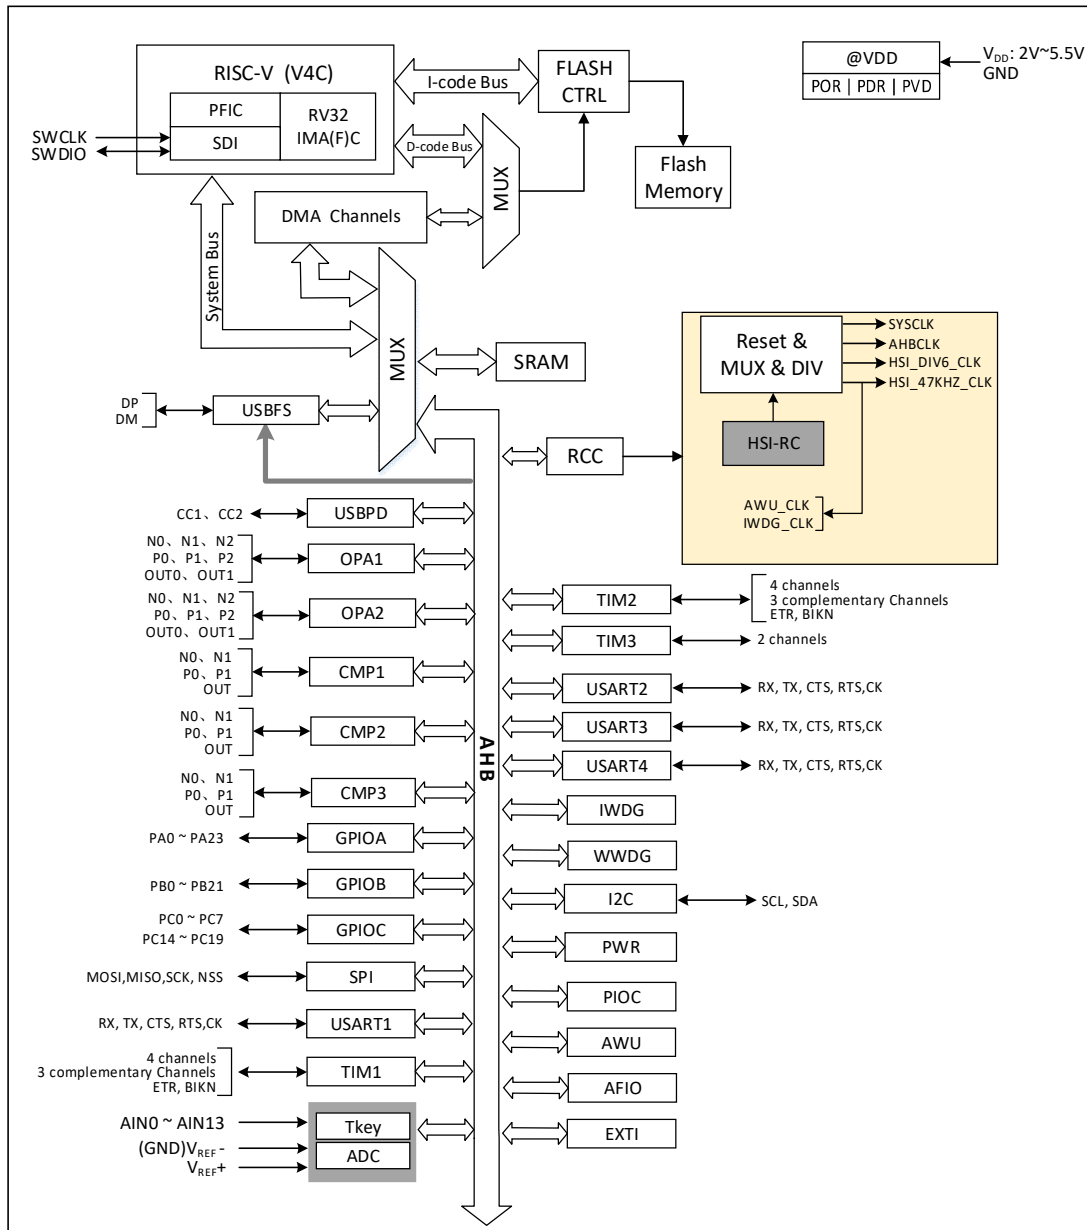 RISC-V (V4C)
PFIC
SDI
RV32
IMA(F)C
SWCLK
SWDIO
I-code Bus
D-code Bus
FLASH
CTRL
Flash
Memory
MUX
@VDD
POR | PDR | PVD
VDD: 2V~5.5V
GND
DMA Channels
System Bus
MUX
SRAM
DP
DM
USBFS
RCC
Reset &
MUX & DIV
SYSCLK
AHBCLK
HSI_DIV6_CLK
HSI_47KHZ_CLK
HSI-RC
AWU_CLK
IWDG_CLK
AHB
CC1、CC2
USBPD
N0、N1、N2
P0、P1、P2
OUT0、OUT1
OPA1
N0、N1、N2
P0、P1、P2
OUT0、OUT1
OPA2
N0、N1
P0、P1
OUT
CMP1
N0、N1
P0、P1
OUT
CMP2
N0、N1
P0、P1
OUT
CMP3
PA0 ~ PA23
GPIOA
PB0 ~ PB21
GPIOB
PC0 ~ PC7
PC14 ~ PC19
GPIOC
MOSI,MISO,SCK, NSS
SPI
RX, TX, CTS, RTS,CK
USART1
4 channels
3 complementary Channels
ETR, BIKN
TIM1
AIN0 ~ AIN13
(GND)VREF -
VREF+
Tkey
ADC
TIM2
4 channels
3 complementary Channels
ETR, BIKN
TIM3
2 channels
USART2
RX, TX, CTS, RTS,CK
USART3
RX, TX, CTS, RTS,CK
USART4
RX, TX, CTS, RTS,CK
IWDG
WWDG
I2C
SCL, SDA
PWR
PIOC
AWU
AFIO
EXTI